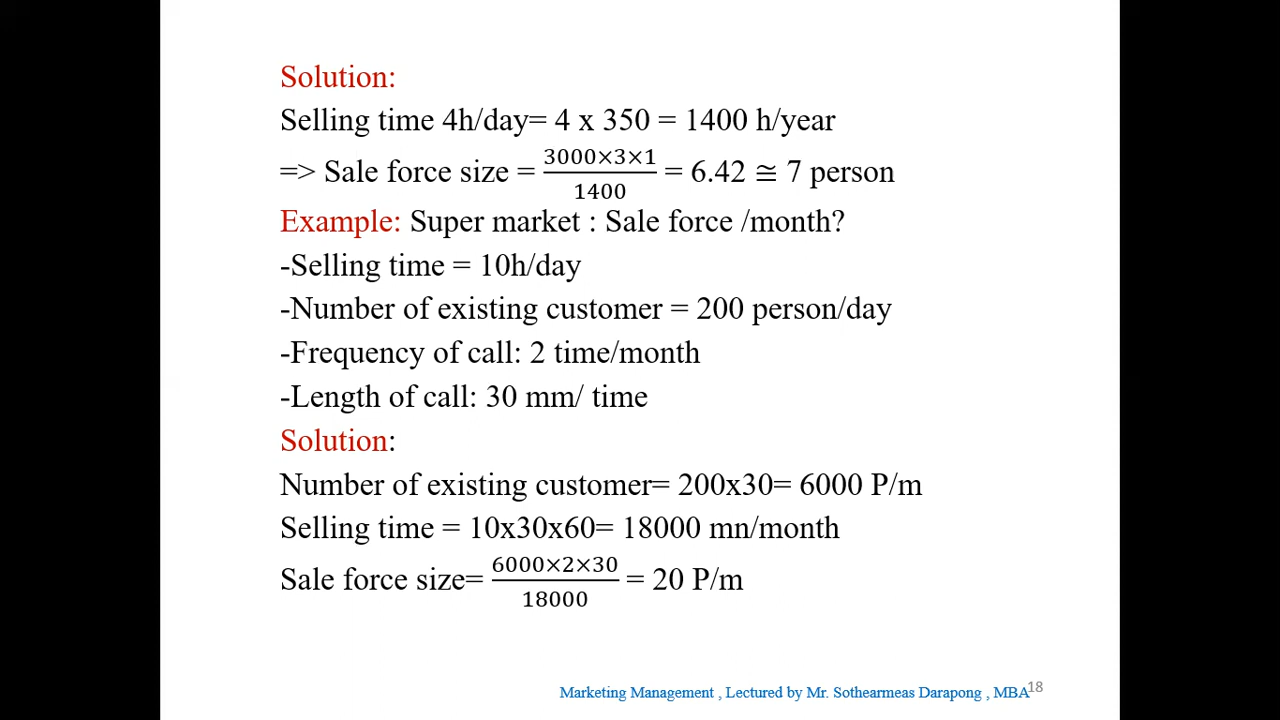 Solution:
Selling time 4h/day= 4 x 350 = 1400 h/year
=> Sale force size = 3000×3×1/1400 = 6.42 ≅ 7 person
Example: Super market : Sale force /month?
-Selling time = 10h/day
-Number of existing customer = 200 person/day
-Frequency of call: 2 time/month
-Length of call: 30 mm/ time
Solution:
Number of existing customer= 200x30= 6000 P/m
Selling time = 10x30x60= 18000 mn/month
Sale force size= 6000×2×30/18000 = 20 P/m
Marketing Management , Lectured by Mr. Sothearmeas Darapong , MBA 18